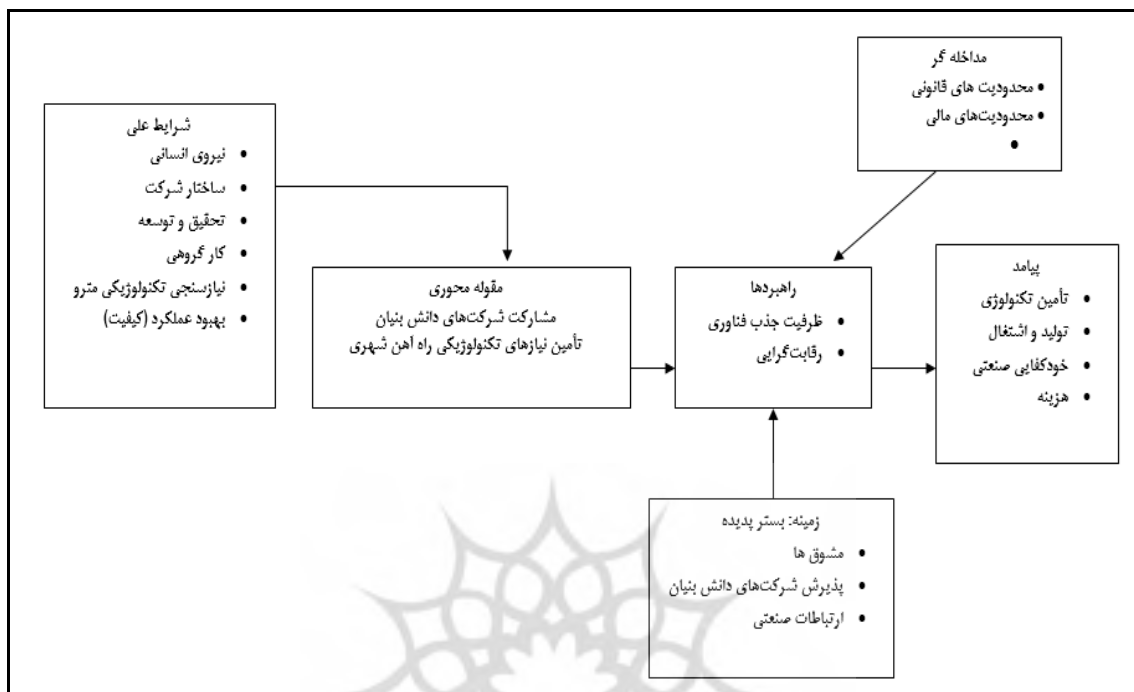 مداخله گر
• محدودیت های قانونی
• محدودیت‌های مالی
•
شرایط علی
• نیروی انسانی
• ساختار شرکت
• تحقیق و توسعه
• کار گروهی
• نیازسنجی تکنولوژیکی مترو
• بهبود عملکرد (کیفیت)
مقوله محوری
مشارکت شرکت‌های دانش بنیان
تأمین نیازهای تکنولوژیکی راه آهن شهری
راهبردها
• ظرفیت جذب فناوری
• رقابت‌گرایی
پیامد
• تأمین تکنولوژی
• تولید و اشتغال
• خودکفایی صنعتی
• هزینه
زمینه: بستر پدیده
• مشوق ها
• پذیرش شرکت‌های دانش بنیان
• ارتباطات صنعتی